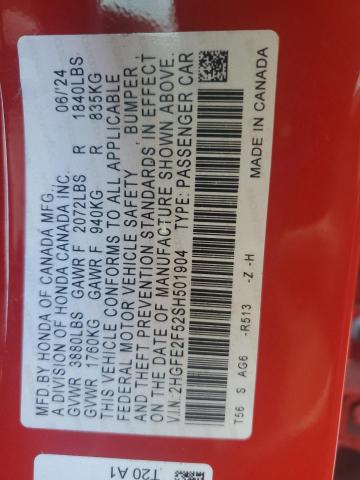 MFD.BY HONDA OF CANADA MFG. 06/'24
A DIVISION OF HONDA CANADA INC.
GVWR 3880LBS GAWR F 2072LBS R 1840LBS
GVWR 1760KG GAWR F 940KG R 835KG
THIS VEHICLE CONFORMS TO ALL APPLICABLE
FEDERAL MOTOR VEHICLE SAFETY, BUMPER,
AND THEFT PREVENTION STANDARDS IN EFFECT
ON THE DATE OF MANUFACTURE SHOWN ABOVE.
V.I.N: 2HGFE2F52SH501904 TYPE: PASSENGER CAR
T56 S AG6 -R513 -Z -H MADE IN CANADA
T20 A1